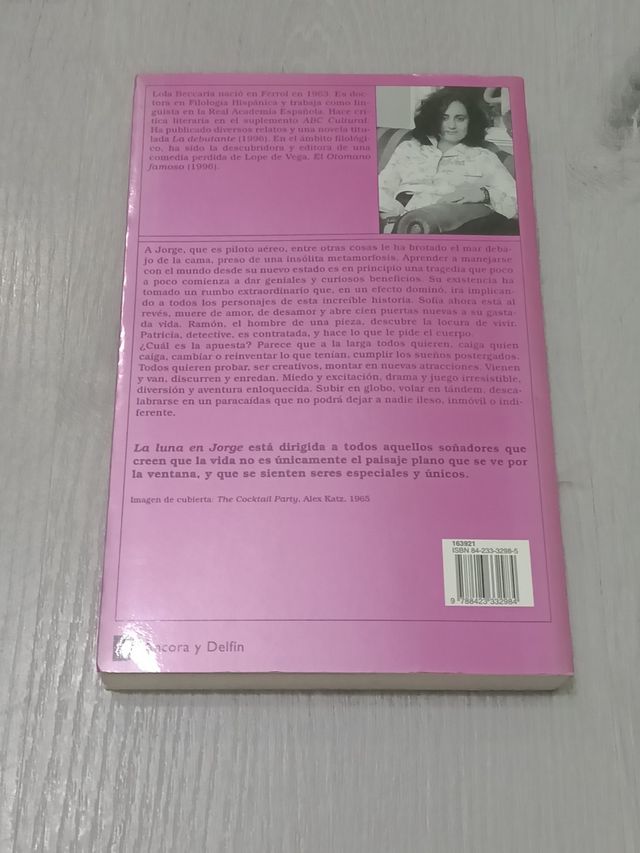 Lola Beccaria nació en Ferrol en 1963. Es doc-
tora en Filología Hispánica y trabaja como lin-
güista en la Real Academia Española. Hace crí-
tica literaria en el suplemento ABC Cultural.
Ha publicado diversos relatos y una novela titu-
lada La debutante (1996). En el ámbito filológi-
co, ha sido la descubridora y editora de una
comedia perdida de Lope de Vega, El Otomano
famoso (1996).
A Jorge, que es piloto aéreo, entre otras cosas le ha brotado el mar deba-
jo de la cama, preso de una insólita metamorfosis. Aprender a manejarse
con el mundo desde su nuevo estado es en principio una tragedia que poco
a poco comienza a dar geniales y curiosos beneficios. Su existencia ha
tomado un rumbo extraordinario que, en un efecto dominó, irá implican-
do a todos los personajes de esta increíble historia. Sofía ahora está al
revés, muere de amor, de desamor y abre cien puertas nuevas a su gasta-
da vida. Ramón, el hombre de una pieza, descubre la locura de vivir.
Patricia, detective, es contratada, y hace lo que le pide el cuerpo.
¿Cuál es la apuesta? Parece que a la larga todos quieren, caiga quien
caiga, cambiar o reinventar lo que tenían, cumplir los sueños postergados.
Todos quieren probar, ser creativos, montar en nuevas atracciones. Vienen
y van, discurren y enredan. Miedo y excitación, drama y juego irresistible,
diversión y aventura enloquecida. Subir en globo, volar en tándem, desca-
labrarse en un paracaídas que no podrá dejar a nadie ileso, inmóvil o indi-
ferente.
La luna en Jorge está dirigida a todos aquellos soñadores que
creen que la vida no es únicamente el paisaje plano que se ve por
la ventana, y que se sienten seres especiales y únicos.
Imagen de cubierta: The Cocktail Party, Alex Katz, 1965
163921
ISBN 84-233-3298-5
9 788423 332984
Áncora y Delfín